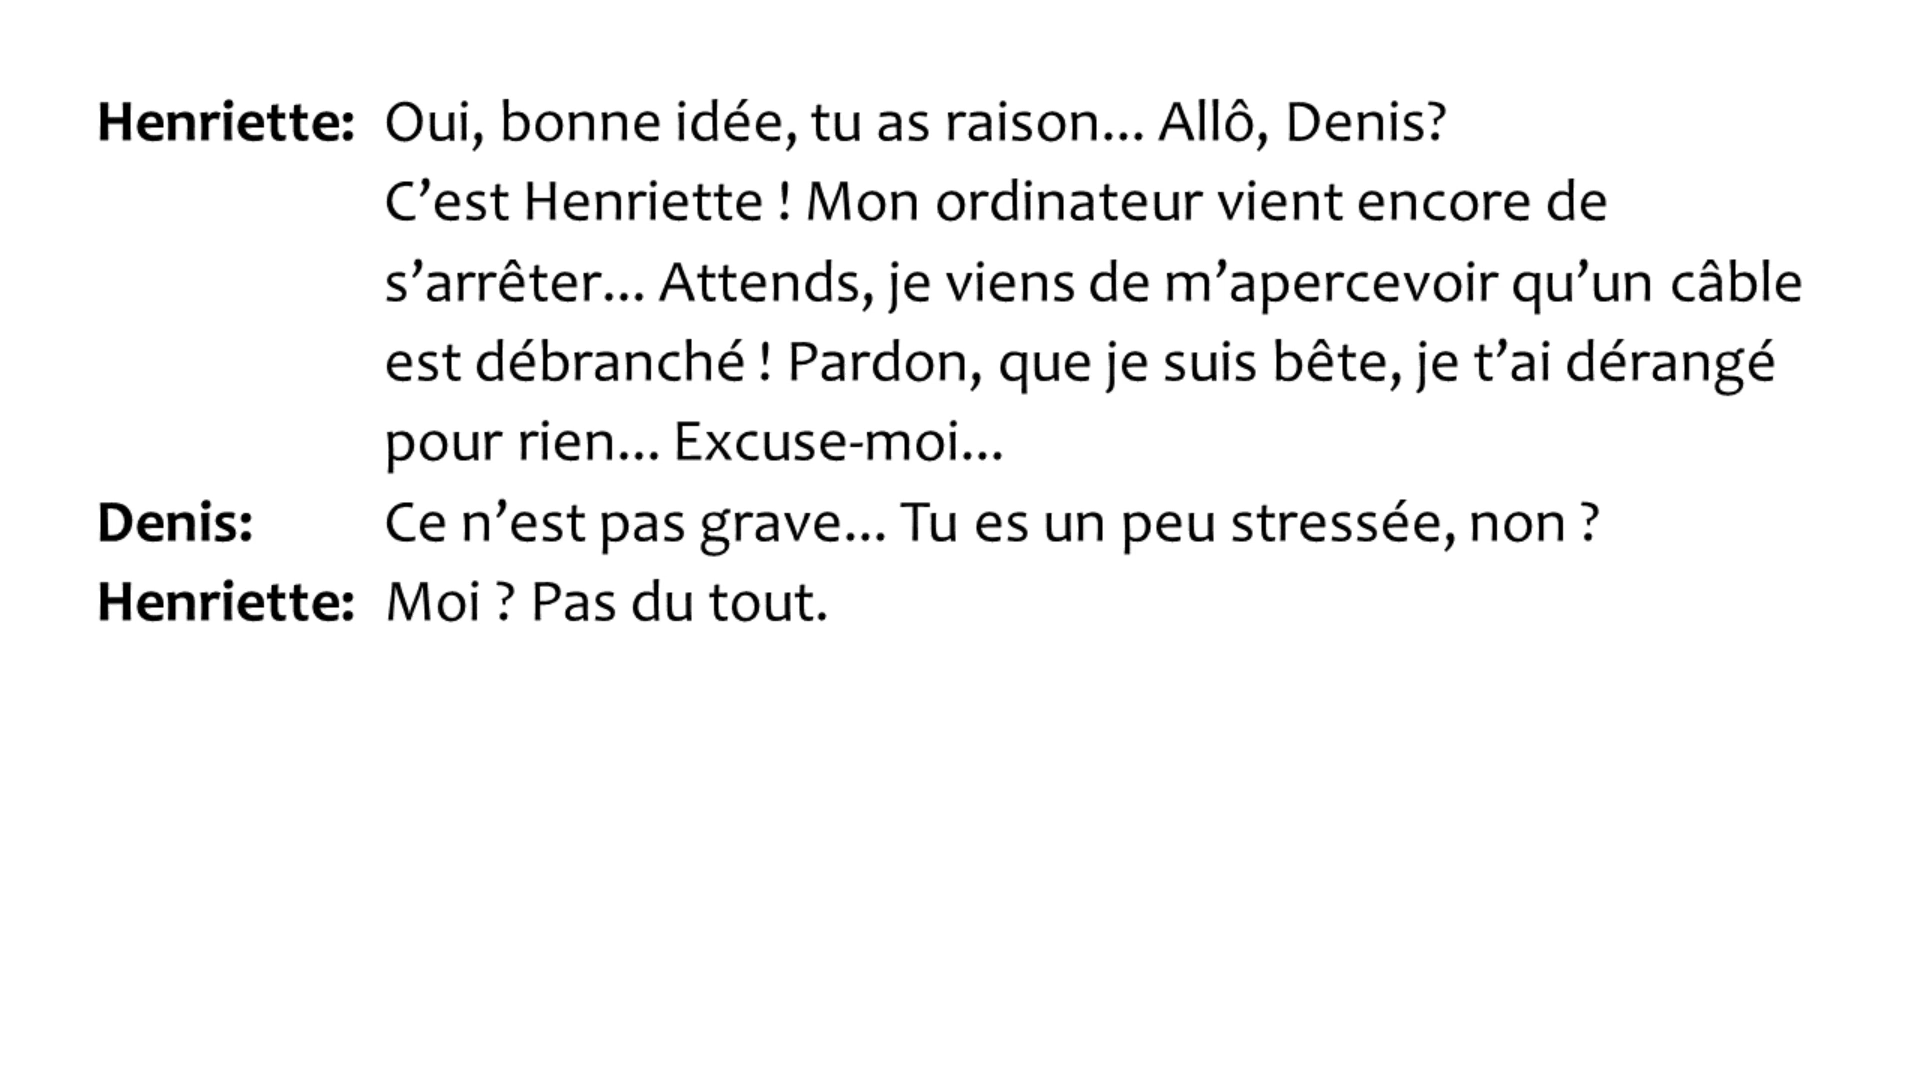 Henriette: Oui, bonne idée, tu as raison... Allô, Denis?
C’est Henriette ! Mon ordinateur vient encore de
s’arrêter... Attends, je viens de m’apercevoir qu’un câble
est débranché ! Pardon, que je suis bête, je t’ai dérangé
pour rien... Excuse-moi...
Denis: Ce n’est pas grave... Tu es un peu stressée, non ?
Henriette: Moi ? Pas du tout.